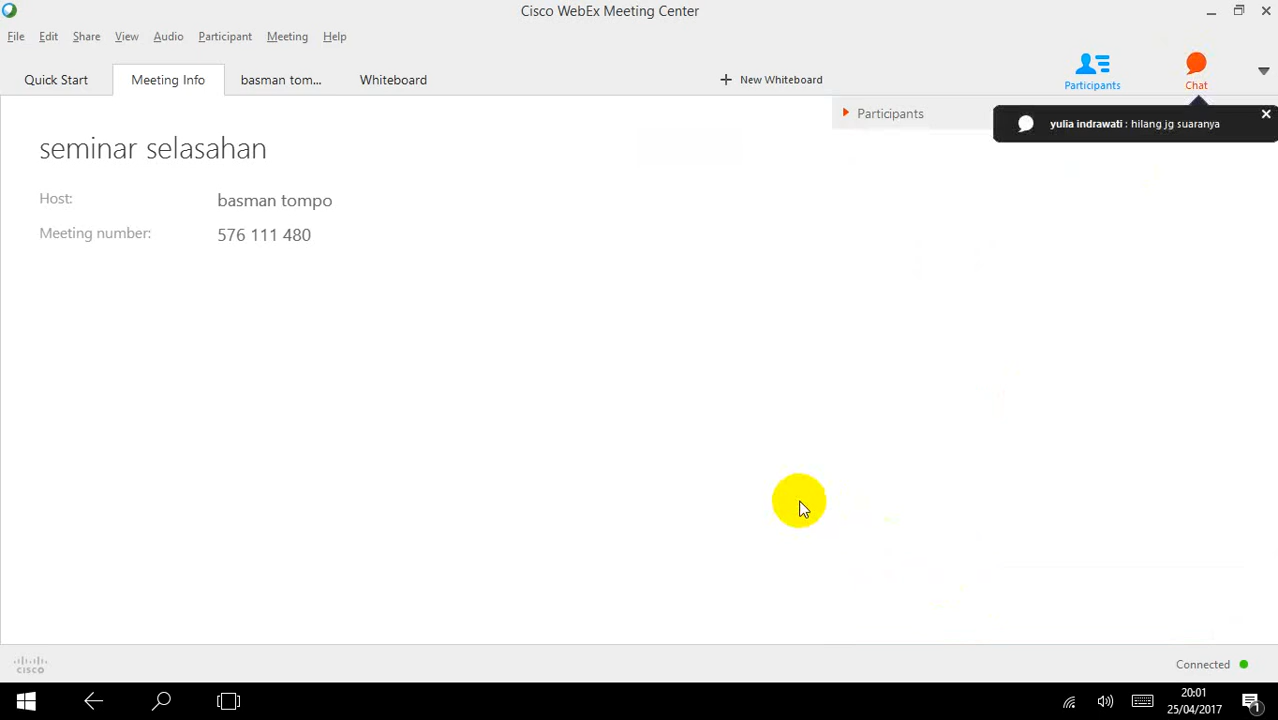 Cisco WebEx Meeting Center
File Edit Share View Audio Participant Meeting Help
Quick Start Meeting Info basman tom... Whiteboard + New Whiteboard Participants Chat
Participants
yulia indrawati : hilang jg suaranya
seminar selasahan
Host: basman tompo
Meeting number: 576 111 480
cisco
Connected
20:01
25/04/2017
1